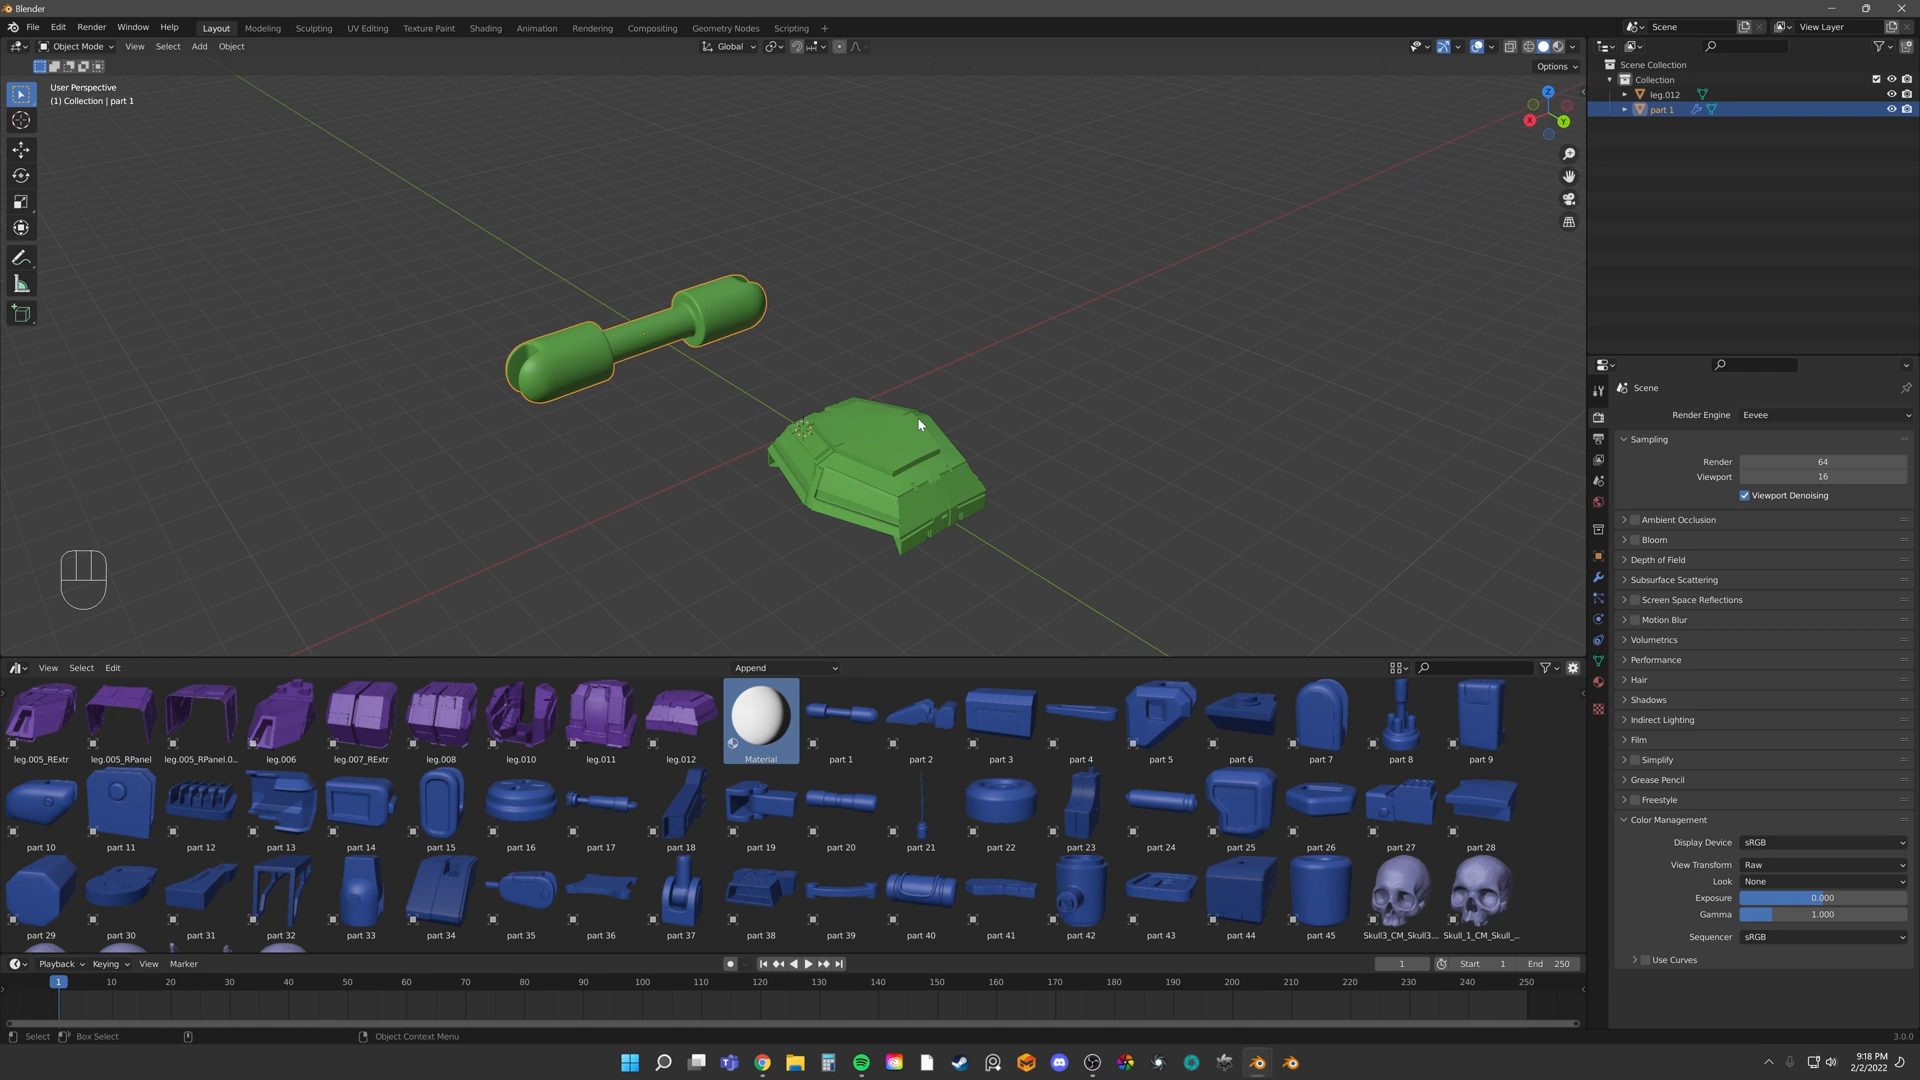 Blender
File Edit Render Window Help Layout Modeling Sculpting UV Editing Texture Paint Shading Animation Rendering Compositing Geometry Nodes Scripting + Scene View Layer
Object Mode View Select Add Object Global
Options
User Perspective
(1) Collection | part 1
Z
X
Y
Scene Collection
Collection
leg.012
part 1
Scene
Render Engine Eevee
Sampling
Render 64
Viewport 16
Viewport Denoising
Ambient Occlusion
Bloom
Depth of Field
Subsurface Scattering
Screen Space Reflections
Motion Blur
Volumetrics
Performance
Hair
Shadows
Indirect Lighting
Film
Simplify
Grease Pencil
Freestyle
Color Management
Display Device sRGB
View Transform Raw
Look None
Exposure 0.000
Gamma 1.000
Sequencer sRGB
Use Curves
View Select Edit Append
leg.005_RExtr leg.005_RPanel leg.005_RPanel.0... leg.006 leg.007_RExtr leg.008 leg.010 leg.011 leg.012 Material part 1 part 2 part 3 part 4 part 5 part 6 part 7 part 8 part 9
part 10 part 11 part 12 part 13 part 14 part 15 part 16 part 17 part 18 part 19 part 20 part 21 part 22 part 23 part 24 part 25 part 26 part 27 part 28
part 29 part 30 part 31 part 32 part 33 part 34 part 35 part 36 part 37 part 38 part 39 part 40 part 41 part 42 part 43 part 44 part 45 Skull3_CM_Skull3.... Skull_1_CM_Skull_...
Playback Keying View Marker 1 Start 1 End 250
1 10 20 30 40 50 60 70 80 90 100 110 120 130 140 150 160 170 180 190 200 210 220 230 240 250
Select Box Select Object Context Menu 3.0.0
9:18 PM
2/2/2022